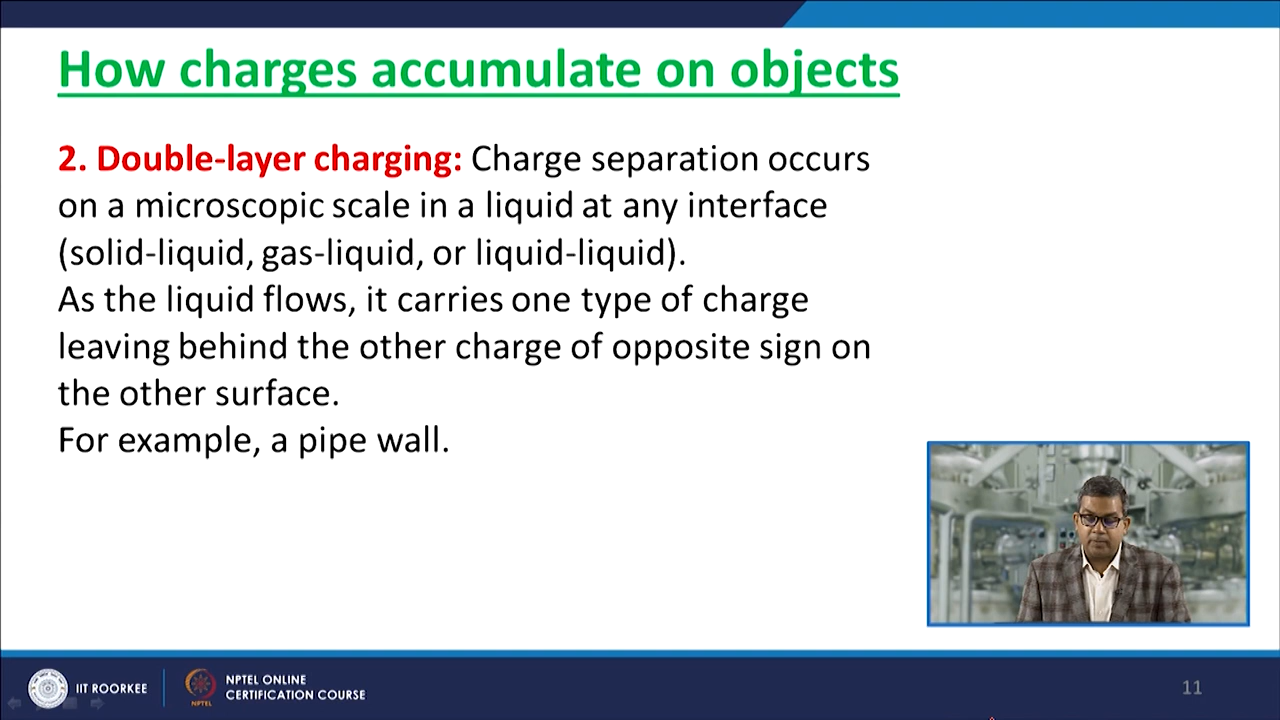 How charges accumulate on objects
2. Double-layer charging: Charge separation occurs
on a microscopic scale in a liquid at any interface
(solid-liquid, gas-liquid, or liquid-liquid).
As the liquid flows, it carries one type of charge
leaving behind the other charge of opposite sign on
the other surface.
For example, a pipe wall.
IIT ROORKEE
NPTEL
NPTEL ONLINE
CERTIFICATION COURSE
11